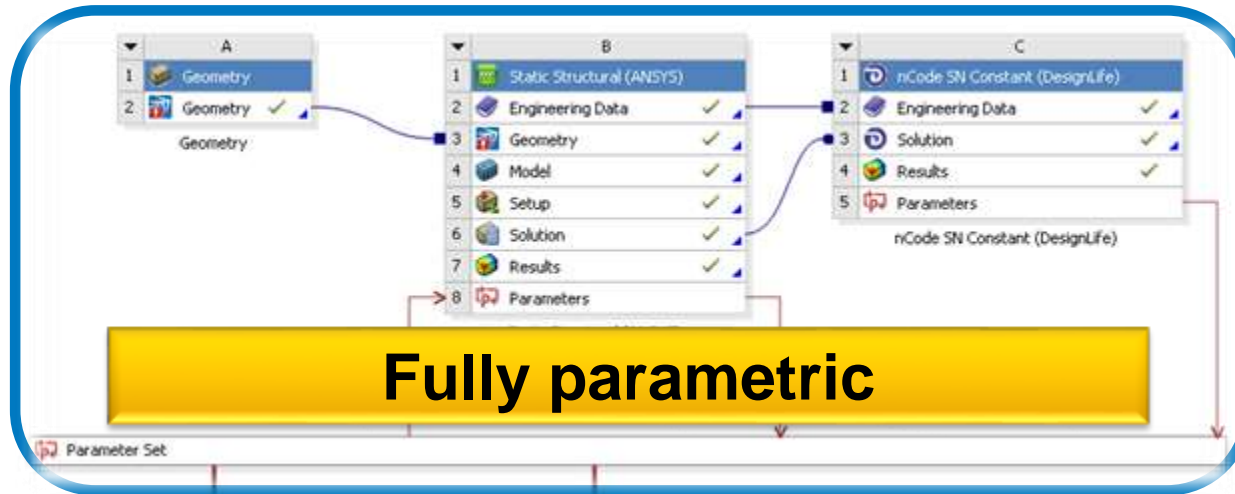 A
1 Geometry
2 Geometry
Geometry
B
1 Static Structural (ANSYS)
2 Engineering Data
3 Geometry
4 Model
5 Setup
6 Solution
7 Results
8 Parameters
C
1 nCode SN Constant (DesignLife)
2 Engineering Data
3 Solution
4 Results
5 Parameters
nCode SN Constant (DesignLife)
Fully parametric
Parameter Set